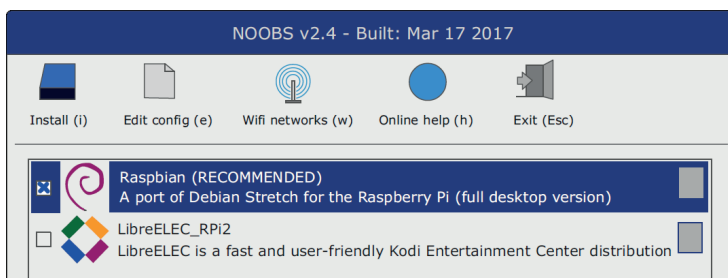 NOOBS v2.4 - Built: Mar 17 2017
Install (i) Edit config (e) Wifi networks (w) Online help (h) Exit (Esc)
Raspbian (RECOMMENDED)
A port of Debian Stretch for the Raspberry Pi (full desktop version)
LibreELEC_RPi2
LibreELEC is a fast and user-friendly Kodi Entertainment Center distribution